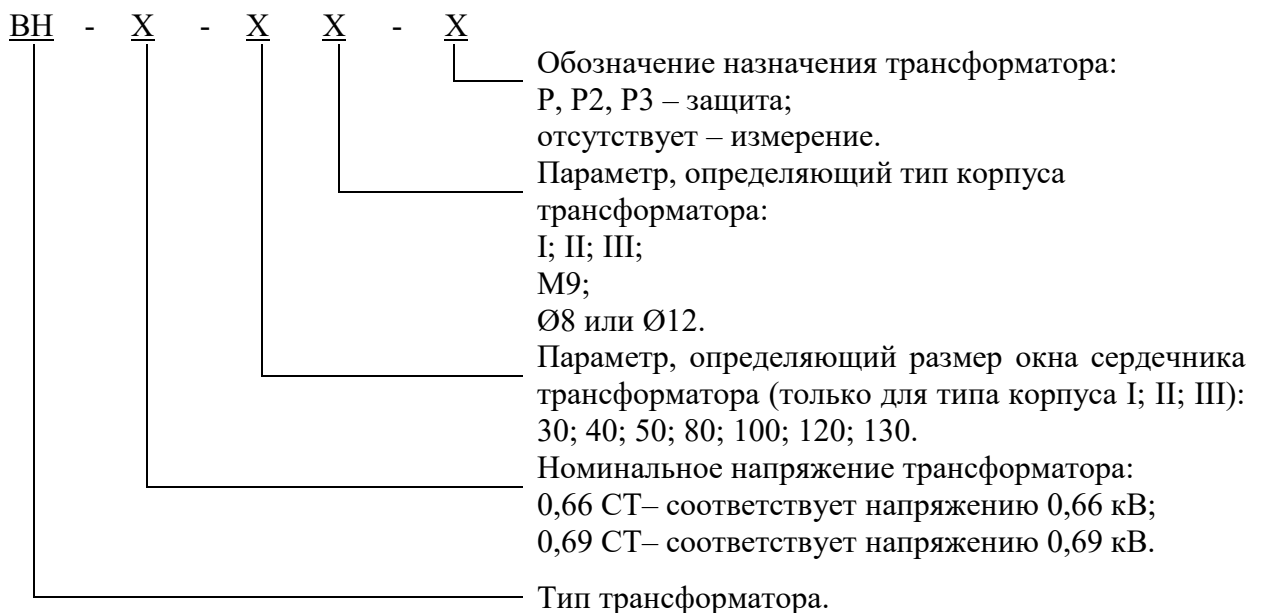 ВН - X - X X - X
Обозначение назначения трансформатора:
Р, Р2, Р3 – защита;
отсутствует – измерение.
Параметр, определяющий тип корпуса
трансформатора:
I; II; III;
М9;
Ø8 или Ø12.
Параметр, определяющий размер окна сердечника
трансформатора (только для типа корпуса I; II; III):
30; 40; 50; 80; 100; 120; 130.
Номинальное напряжение трансформатора:
0,66 СТ– соответствует напряжению 0,66 кВ;
0,69 СТ– соответствует напряжению 0,69 кВ.
Тип трансформатора.